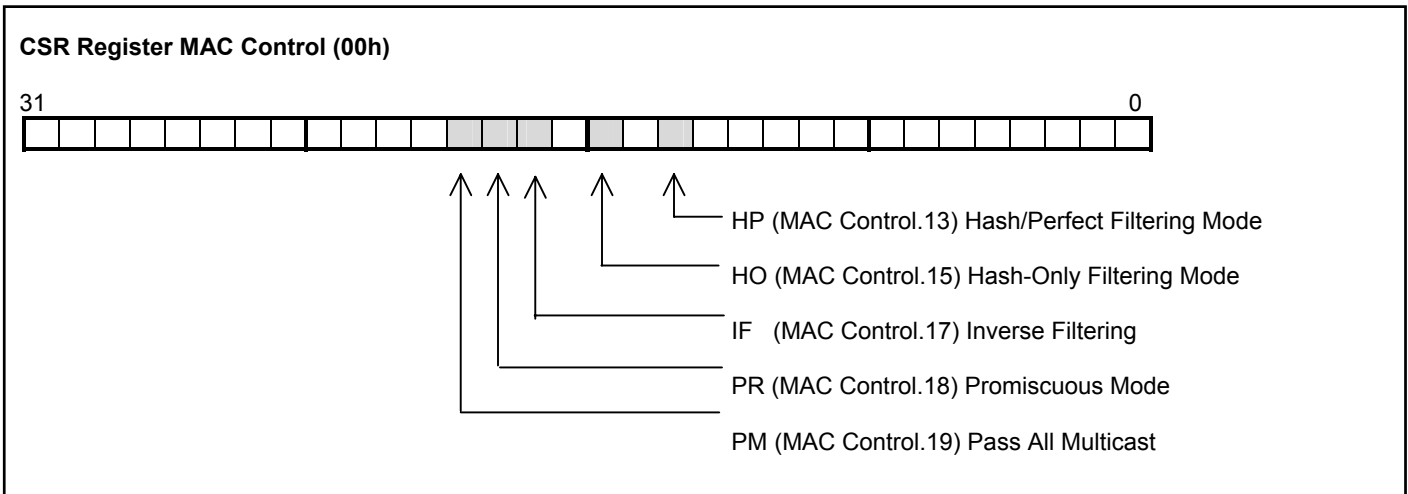 CSR Register MAC Control (00h)
31 0
HP (MAC Control.13) Hash/Perfect Filtering Mode
HO (MAC Control.15) Hash-Only Filtering Mode
IF (MAC Control.17) Inverse Filtering
PR (MAC Control.18) Promiscuous Mode
PM (MAC Control.19) Pass All Multicast